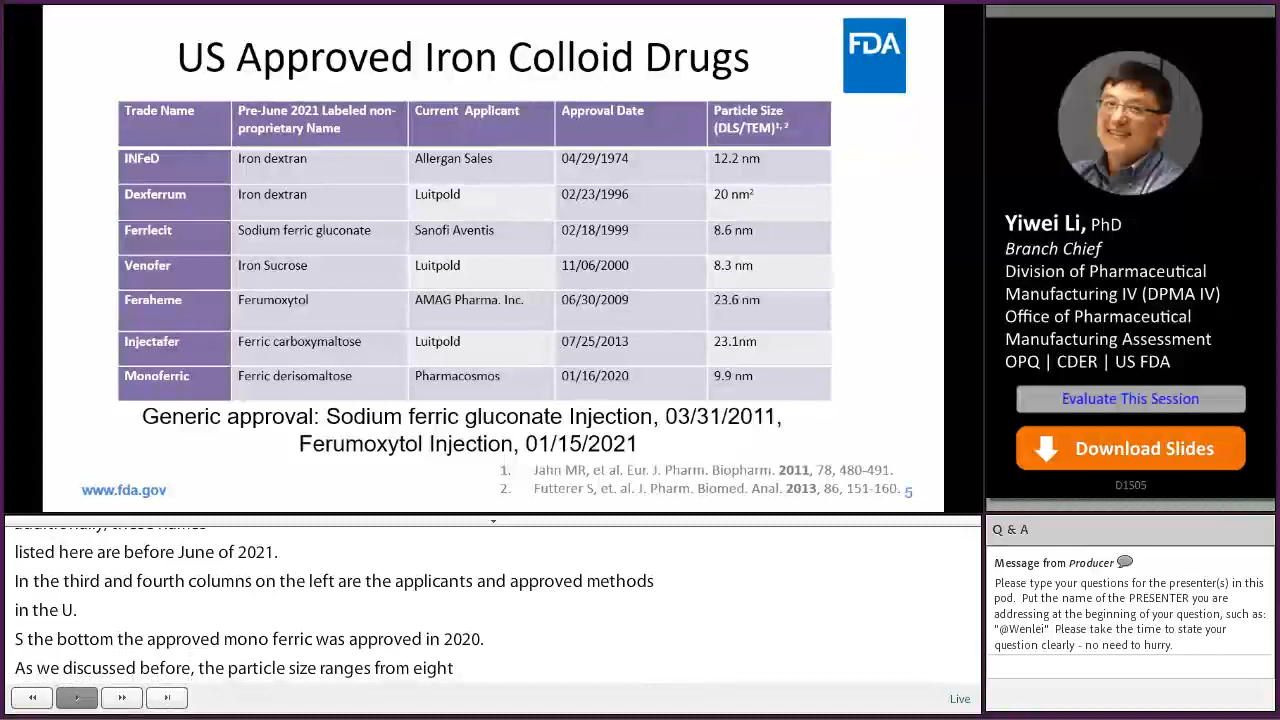 US Approved Iron Colloid Drugs
FDA
Trade Name Pre-June 2021 Labeled non-proprietary Name Current Applicant Approval Date Particle Size (DLS/TEM)1, 2
INFeD Iron dextran Allergan Sales 04/29/1974 12.2 nm
Dexferrum Iron dextran Luitpold 02/23/1996 20 nm2
Ferrlecit Sodium ferric gluconate Sanofi Aventis 02/18/1999 8.6 nm
Venofer Iron Sucrose Luitpold 11/06/2000 8.3 nm
Feraheme Ferumoxytol AMAG Pharma. Inc. 06/30/2009 23.6 nm
Injectafer Ferric carboxymaltose Luitpold 07/25/2013 23.1nm
Monoferric Ferric derisomaltose Pharmacosmos 01/16/2020 9.9 nm
Generic approval: Sodium ferric gluconate Injection, 03/31/2011,
Ferumoxytol Injection, 01/15/2021
1. Jahn MR, et al. Eur. J. Pharm. Biopharm. 2011, 78, 480-491.
2. Futterer S, et. al. J. Pharm. Biomed. Anal. 2013, 86, 151-160.
www.fda.gov
5
Yiwei Li, PhD
Branch Chief
Division of Pharmaceutical
Manufacturing IV (DPMA IV)
Office of Pharmaceutical
Manufacturing Assessment
OPQ | CDER | US FDA
Evaluate This Session
Download Slides
D1S05
listed here are before June of 2021.
In the third and fourth columns on the left are the applicants and approved methods
in the U.
S the bottom the approved mono ferric was approved in 2020.
As we discussed before, the particle size ranges from eight
Live
Q & A
Message from Producer
Please type your questions for the presenter(s) in this
pod. Put the name of the PRESENTER you are
addressing at the beginning of your question, such as:
"@Wenlei" Please take the time to state your
question clearly - no need to hurry.